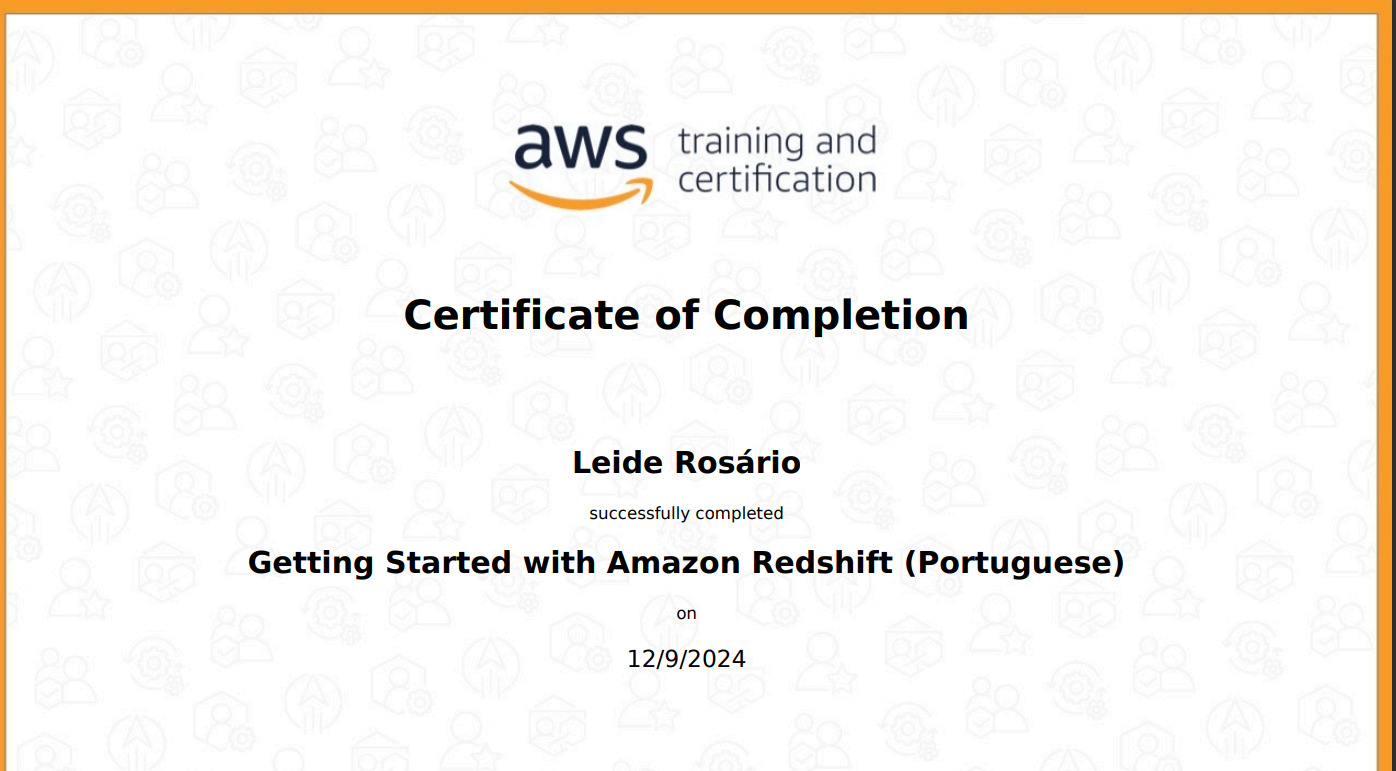 aws training and
certification
Certificate of Completion
Leide Rosário
successfully completed
Getting Started with Amazon Redshift (Portuguese)
on
12/9/2024